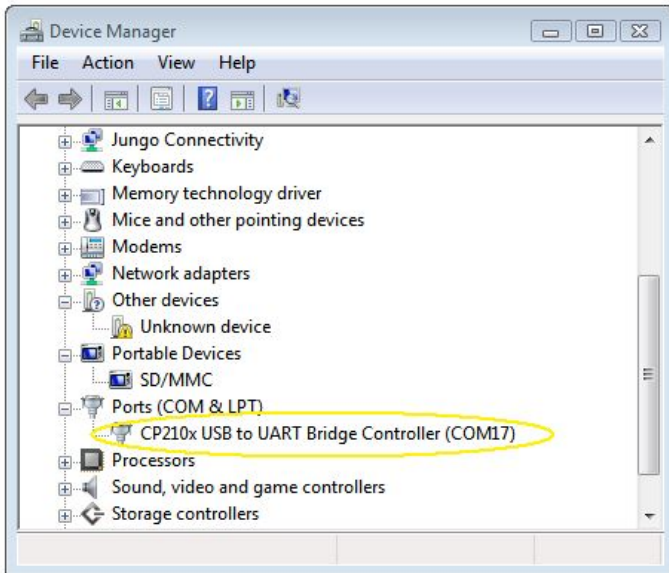 Device Manager
File Action View Help
Jungo Connectivity
Keyboards
Memory technology driver
Mice and other pointing devices
Modems
Network adapters
Other devices
Unknown device
Portable Devices
SD/MMC
Ports (COM & LPT)
CP210x USB to UART Bridge Controller (COM17)
Processors
Sound, video and game controllers
Storage controllers